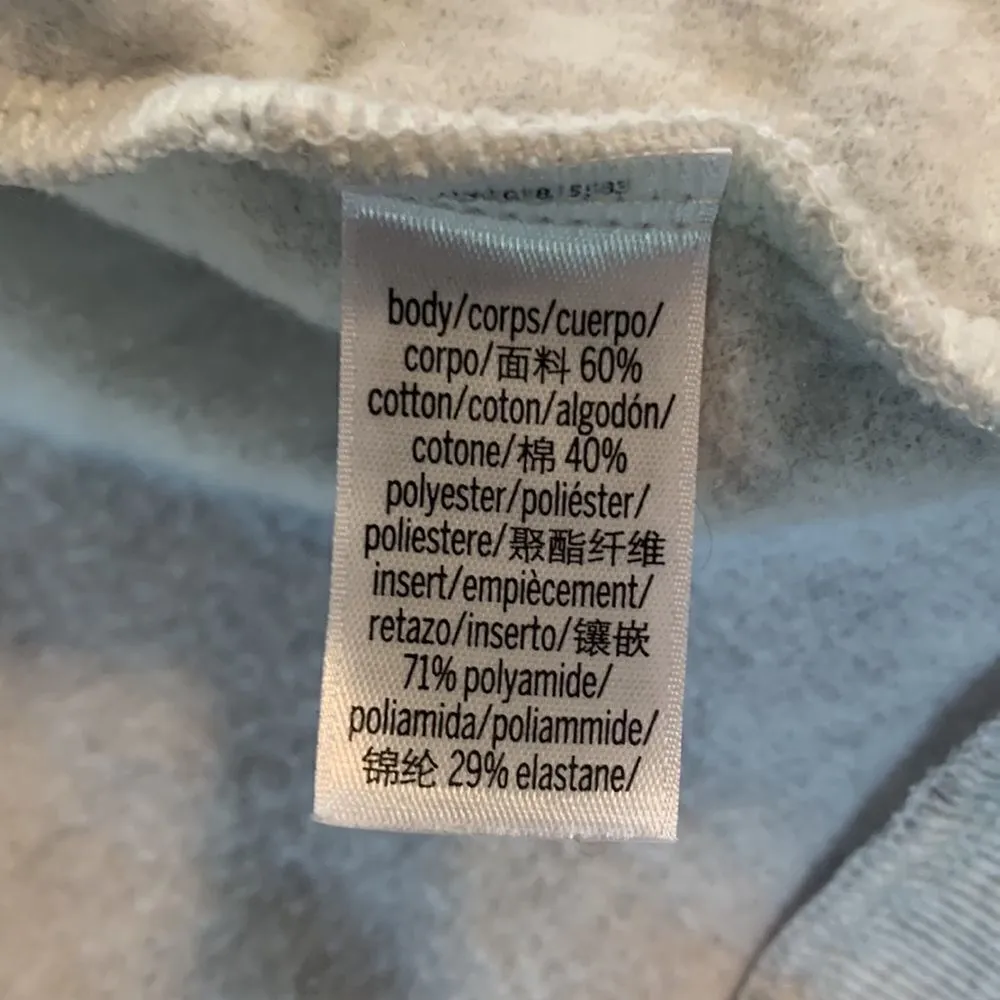 body/corps/cuerpo/
corpo/面料 60%
cotton/coton/algodón/
cotone/棉 40%
polyester/poliéster/
poliestere/聚酯纤维
insert/empiècement/
retazo/inserto/镶嵌
71% polyamide/
poliamida/poliammide/
锦纶 29% elastane/